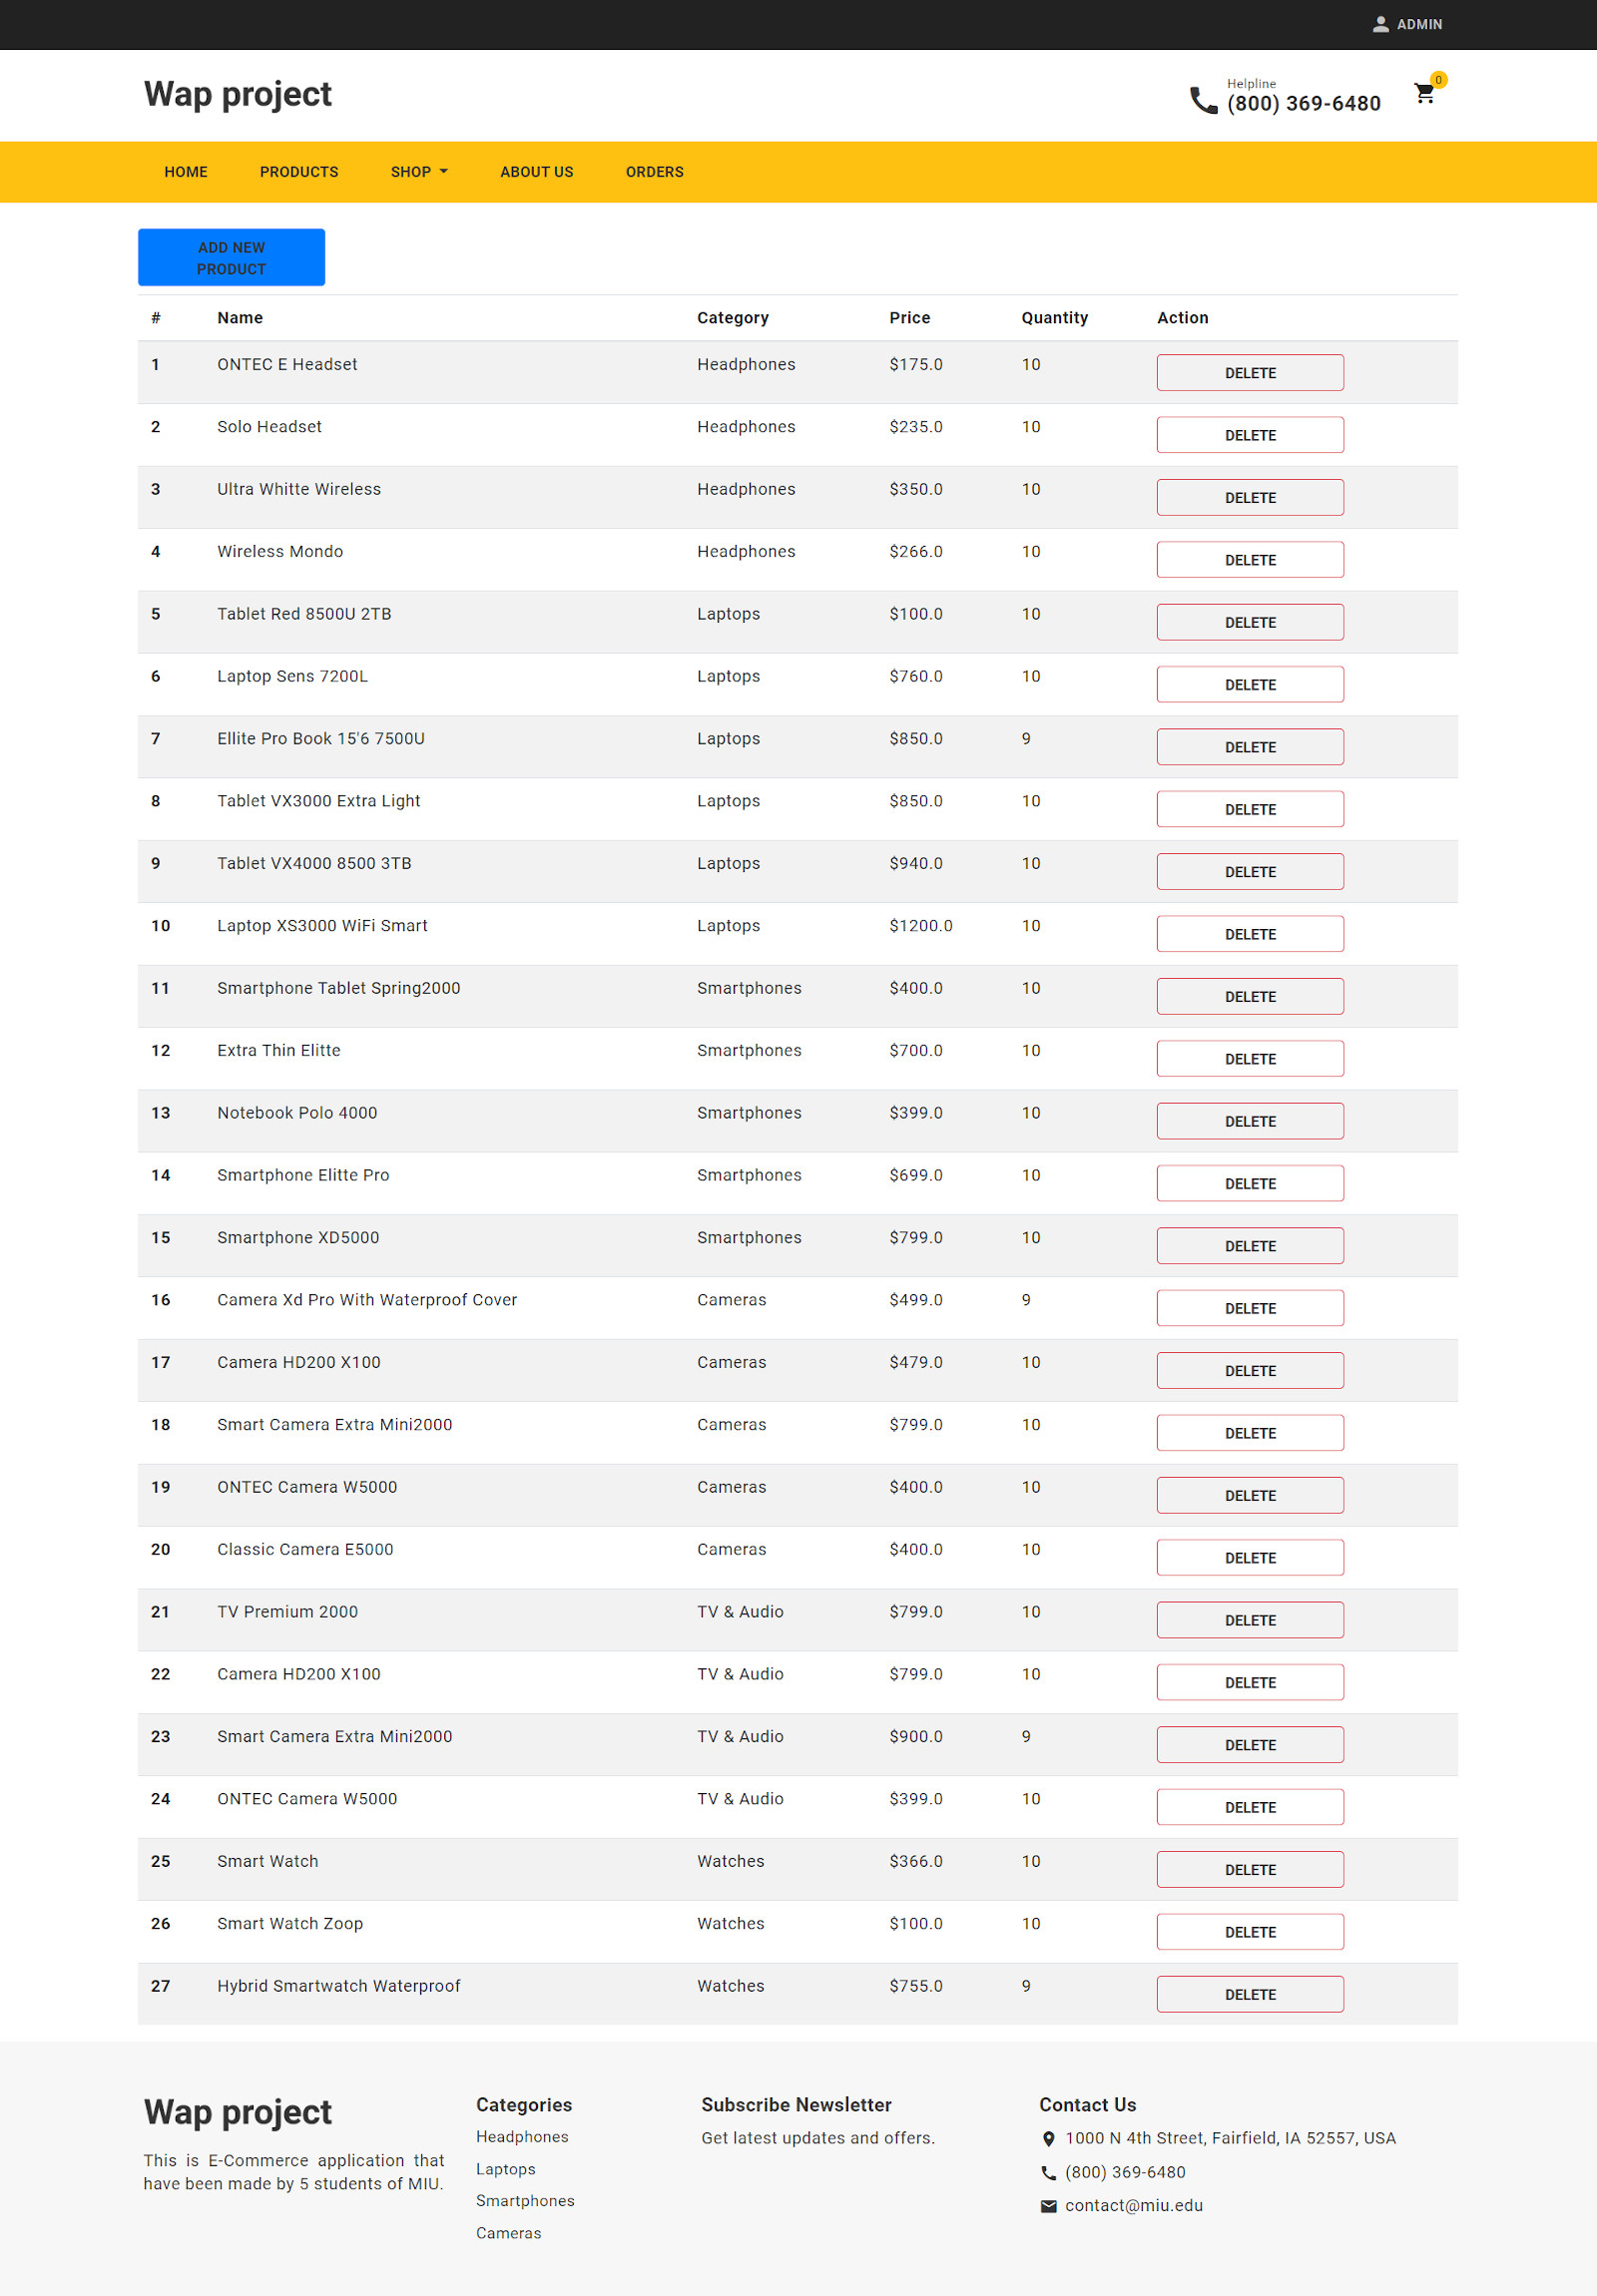 ADMIN
Wap project
Helpline
(800) 369-6480
0
HOME PRODUCTS SHOP ABOUT US ORDERS
ADD NEW
PRODUCT
# Name Category Price Quantity Action
1 ONTEC E Headset Headphones $175.0 10 DELETE
2 Solo Headset Headphones $235.0 10 DELETE
3 Ultra Whitte Wireless Headphones $350.0 10 DELETE
4 Wireless Mondo Headphones $266.0 10 DELETE
5 Tablet Red 8500U 2TB Laptops $100.0 10 DELETE
6 Laptop Sens 7200L Laptops $760.0 10 DELETE
7 Ellite Pro Book 15'6 7500U Laptops $850.0 9 DELETE
8 Tablet VX3000 Extra Light Laptops $850.0 10 DELETE
9 Tablet VX4000 8500 3TB Laptops $940.0 10 DELETE
10 Laptop XS3000 WiFi Smart Laptops $1200.0 10 DELETE
11 Smartphone Tablet Spring2000 Smartphones $400.0 10 DELETE
12 Extra Thin Elitte Smartphones $700.0 10 DELETE
13 Notebook Polo 4000 Smartphones $399.0 10 DELETE
14 Smartphone Elitte Pro Smartphones $699.0 10 DELETE
15 Smartphone XD5000 Smartphones $799.0 10 DELETE
16 Camera Xd Pro With Waterproof Cover Cameras $499.0 9 DELETE
17 Camera HD200 X100 Cameras $479.0 10 DELETE
18 Smart Camera Extra Mini2000 Cameras $799.0 10 DELETE
19 ONTEC Camera W5000 Cameras $400.0 10 DELETE
20 Classic Camera E5000 Cameras $400.0 10 DELETE
21 TV Premium 2000 TV & Audio $799.0 10 DELETE
22 Camera HD200 X100 TV & Audio $799.0 10 DELETE
23 Smart Camera Extra Mini2000 TV & Audio $900.0 9 DELETE
24 ONTEC Camera W5000 TV & Audio $399.0 10 DELETE
25 Smart Watch Watches $366.0 10 DELETE
26 Smart Watch Zoop Watches $100.0 10 DELETE
27 Hybrid Smartwatch Waterproof Watches $755.0 9 DELETE
Wap project
This is E-Commerce application that
have been made by 5 students of MIU.
Categories
Headphones
Laptops
Smartphones
Cameras
Subscribe Newsletter
Get latest updates and offers.
Contact Us
1000 N 4th Street, Fairfield, IA 52557, USA
(800) 369-6480
contact@miu.edu